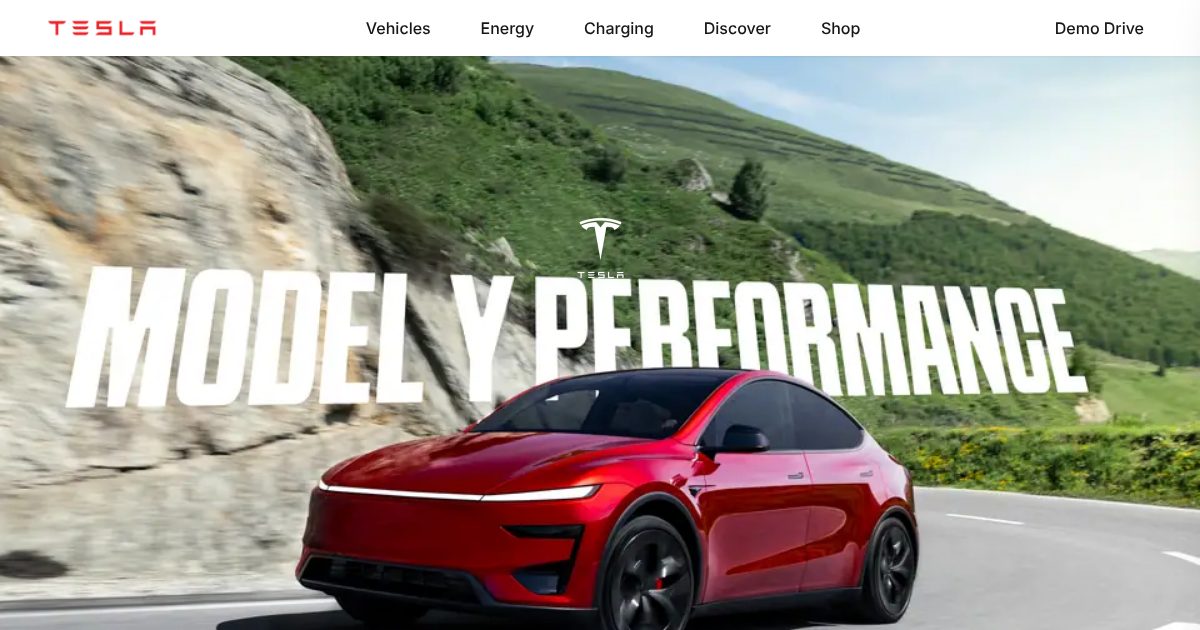 TESLA
Vehicles
Energy
Charging
Discover
Shop
Demo Drive
TESLA
MODEL Y PERFORMANCE